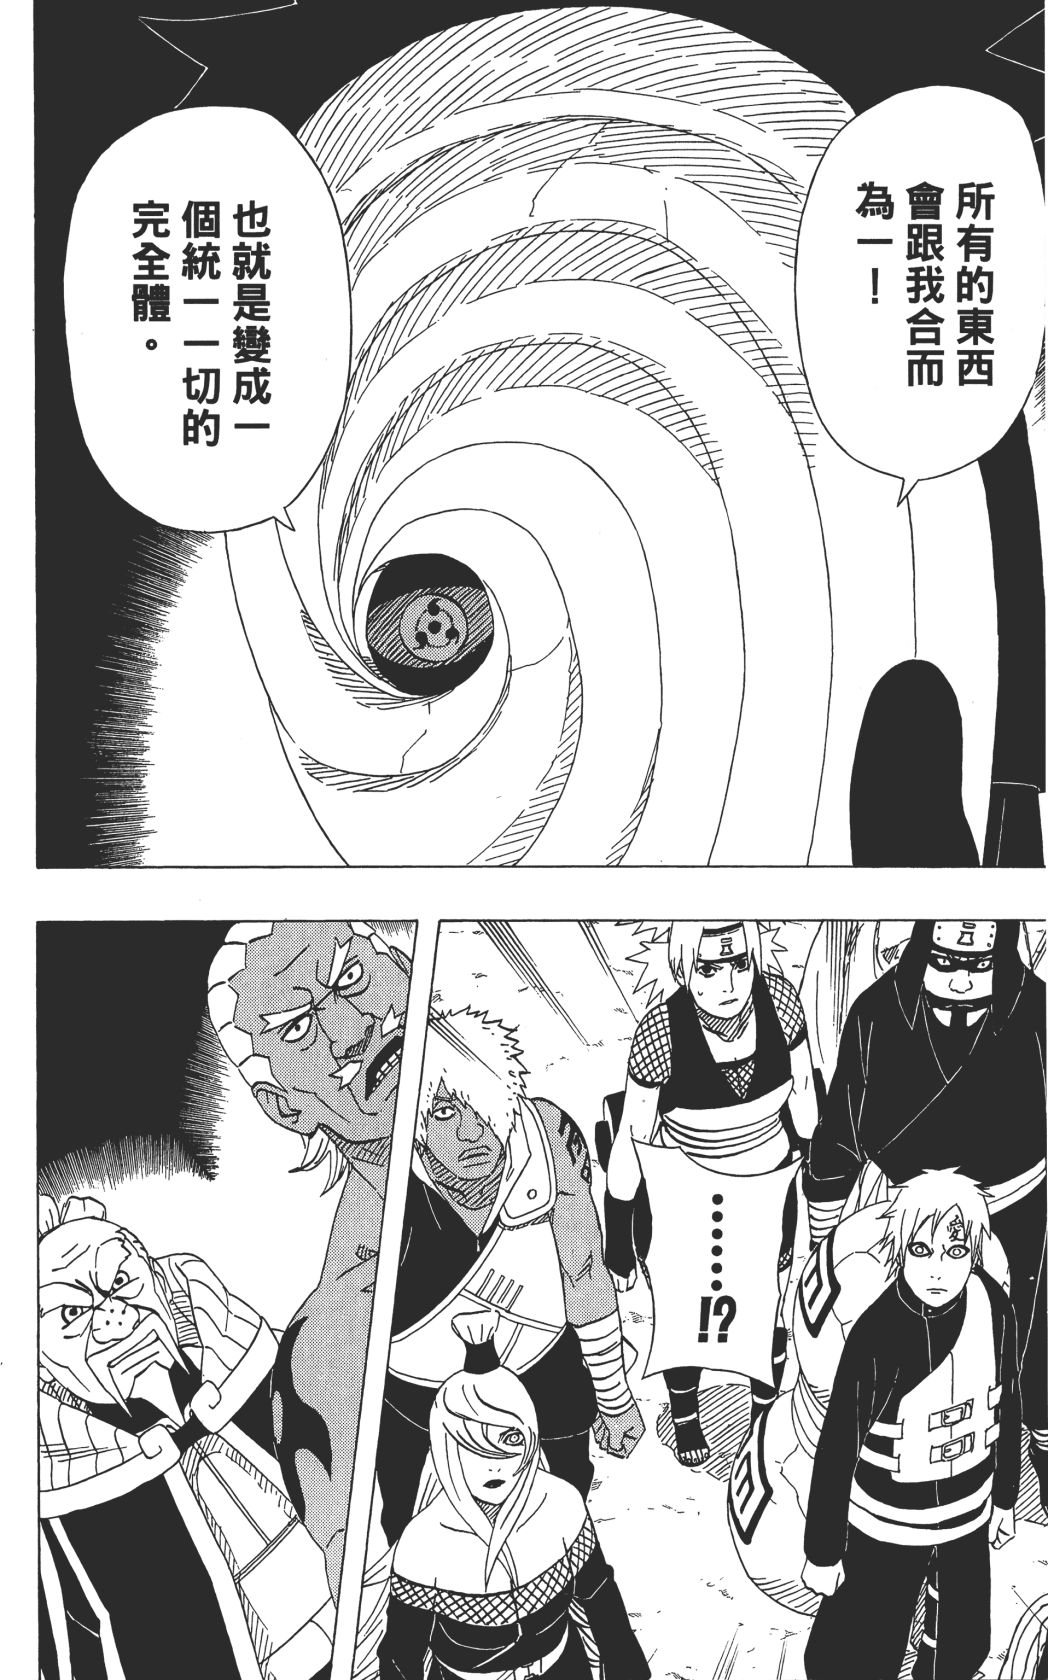 所有的東西
會跟我合而
為一！
也就是變成一
個統一一切的
完全體。
……!?
愛